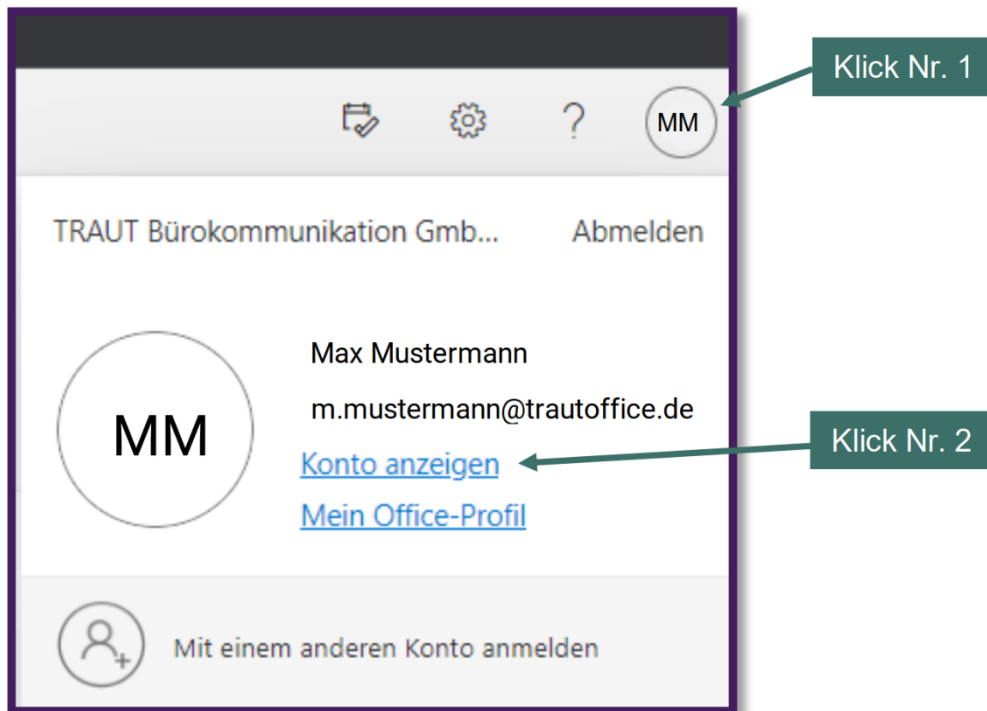 Klick Nr. 1
?
MM
TRAUT Bürokommunikation Gmb... Abmelden
MM
Max Mustermann
m.mustermann@trautoffice.de
Konto anzeigen
Klick Nr. 2
Mein Office-Profil
Mit einem anderen Konto anmelden